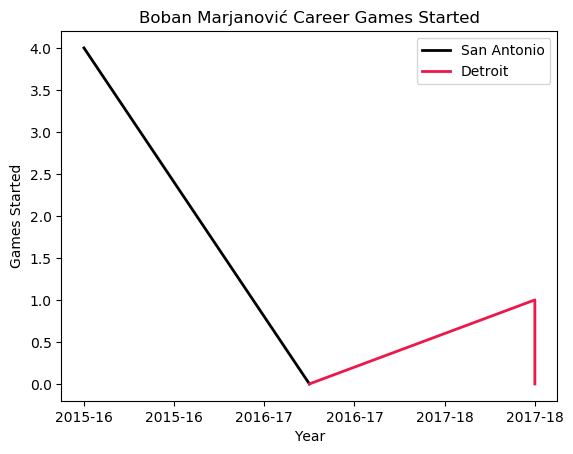 Boban Marjanović Career Games Started
4.0
3.5
3.0
2.5
2.0
1.5
1.0
0.5
0.0
Games Started
San Antonio
Detroit
2015-16 2015-16 2016-17 2016-17 2017-18 2017-18
Year